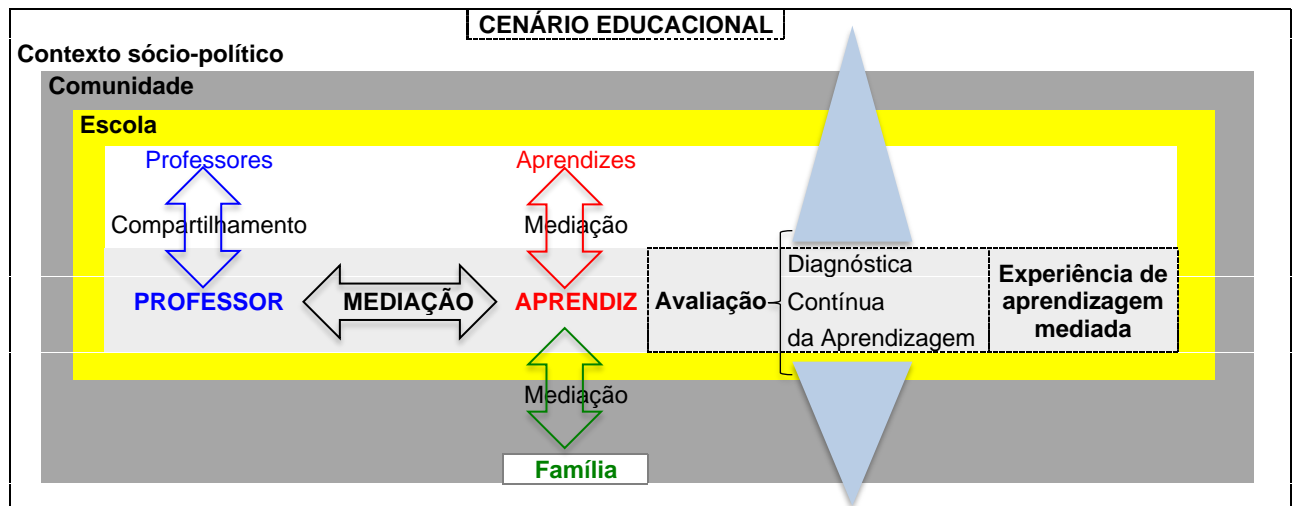 CENÁRIO EDUCACIONAL
Contexto sócio-político
Comunidade
Escola
Professores
Aprendizes
Compartilhamento
Mediação
PROFESSOR
MEDIAÇÃO
APRENDIZ
Avaliação
Diagnóstica
Contínua
da Aprendizagem
Experiência de
aprendizagem
mediada
Mediação
Família